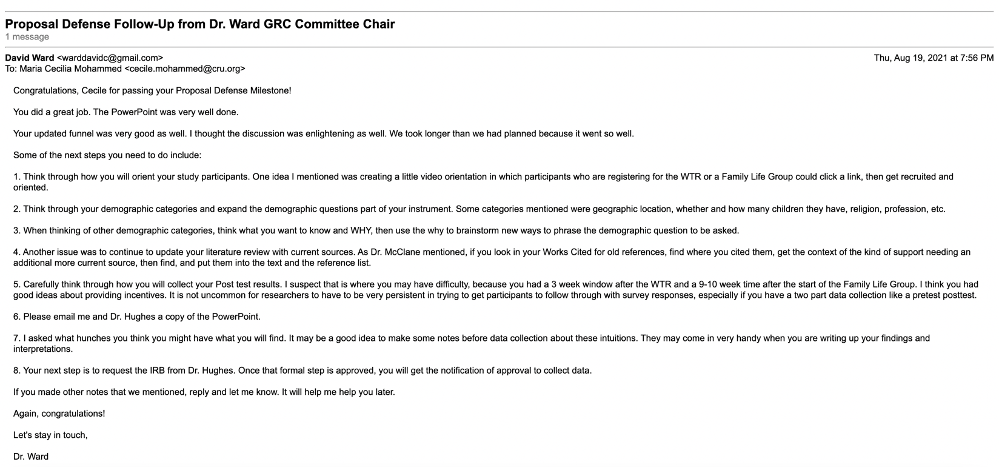 Proposal Defense Follow-Up from Dr. Ward GRC Committee Chair
1 message
David Ward <warddavidc@gmail.com>
Thu, Aug 19, 2021 at 7:56 PM
To: Maria Cecilia Mohammed <cecile.mohammed@cru.org>
Congratulations, Cecile for passing your Proposal Defense Milestone!
You did a great job. The PowerPoint was very well done.
Your updated funnel was very good as well. I thought the discussion was enlightening as well. We took longer than we had planned because it went so well.
Some of the next steps you need to do include:
1. Think through how you will orient your study participants. One idea I mentioned was creating a little video orientation in which participants who are registering for the WTR or a Family Life Group could click a link, then get recruited and
oriented.
2. Think through your demographic categories and expand the demographic questions part of your instrument. Some categories mentioned were geographic location, whether and how many children they have, religion, profession, etc.
3. When thinking of other demographic categories, think what you want to know and WHY, then use the why to brainstorm new ways to phrase the demographic question to be asked.
4. Another issue was to continue to update your literature review with current sources. As Dr. McClane mentioned, if you look in your Works Cited for old references, find where you cited them, get the context of the kind of support needing an
additional more current source, then find, and put them into the text and the reference list.
5. Carefully think through how you will collect your Post test results. I suspect that is where you may have difficulty, because you had a 3 week window after the WTR and a 9-10 week time after the start of the Family Life Group. I think you had
good ideas about providing incentives. It is not uncommon for researchers to have to be very persistent in trying to get participants to follow through with survey responses, especially if you have a two part data collection like a pretest posttest.
6. Please email me and Dr. Hughes a copy of the PowerPoint.
7. I asked what hunches you think you might have what you will find. It may be a good idea to make some notes before data collection about these intuitions. They may come in very handy when you are writing up your findings and
interpretations.
8. Your next step is to request the IRB from Dr. Hughes. Once that formal step is approved, you will get the notification of approval to collect data.
If you made other notes that we mentioned, reply and let me know. It will help me help you later.
Again, congratulations!
Let's stay in touch,
Dr. Ward